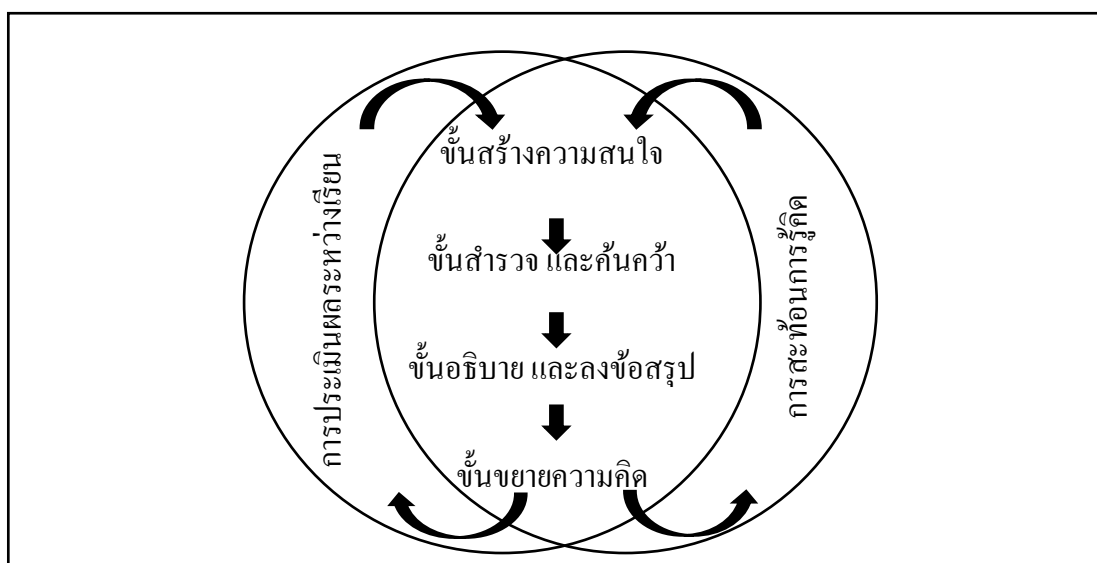 ขั้นสร้างความสนใจ
ขั้นสำรวจ และค้นคว้า
ขั้นอธิบาย และลงข้อสรุป
ขั้นขยายความคิด
การประเมินผลระหว่างเรียน
การสะท้อนการรู้คิด